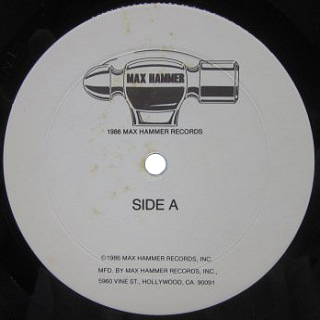 MAX HAMMER
1986 MAX HAMMER RECORDS
SIDE A
©1986 MAX HAMMER RECORDS, INC.
MFD. BY MAX HAMMER RECORDS, INC.,
5960 VINE ST., HOLLYWOOD, CA. 90091